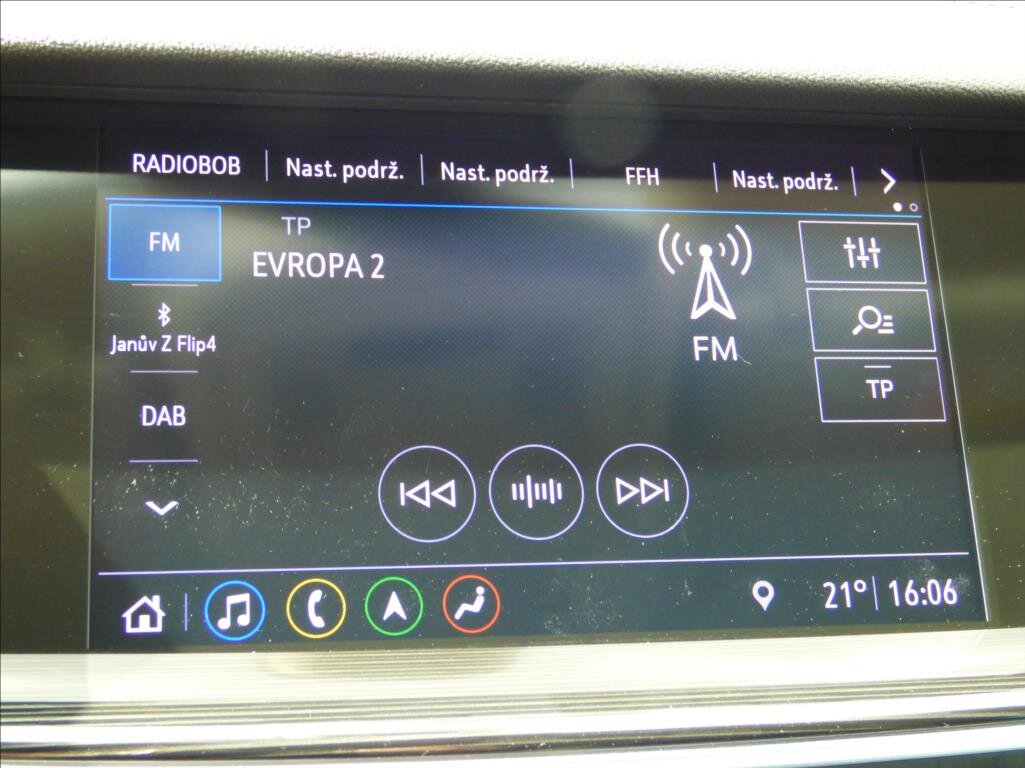 RADIOBOB
Nast. podrž.
Nast. podrž.
FFH
Nast. podrž.
FM
TP
EVROPA 2
FM
Janův Z Flip4
TP
DAB
21° 16:06